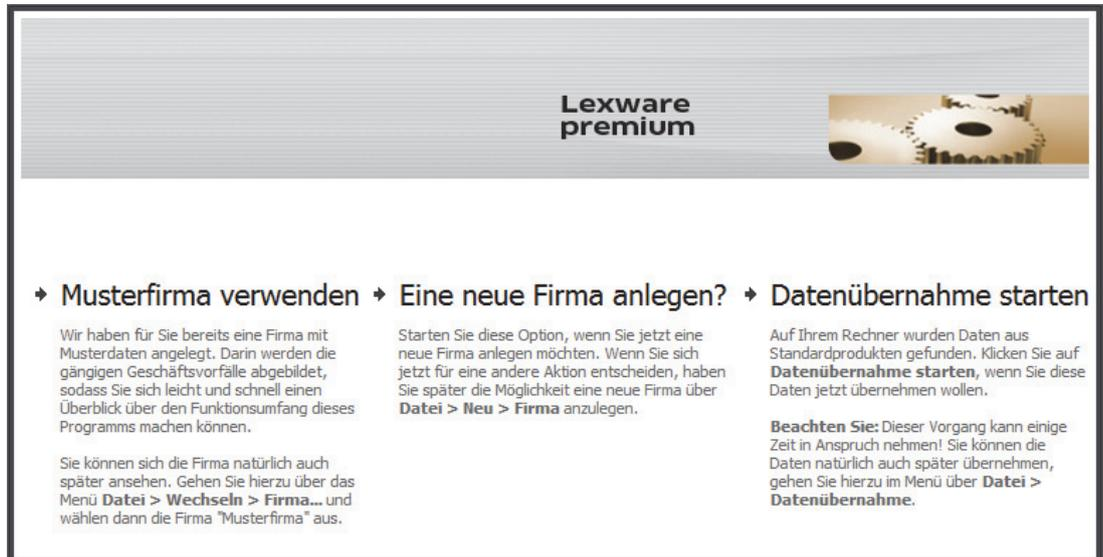 Lexware
premium
Musterfirma verwenden
Wir haben für Sie bereits eine Firma mit
Musterdaten angelegt. Darin werden die
gängigen Geschäftsvorfälle abgebildet,
sodass Sie sich leicht und schnell einen
Überblick über den Funktionsumfang dieses
Programms machen können.
Sie können sich die Firma natürlich auch
später ansehen. Gehen Sie hierzu über das
Menü Datei > Wechseln > Firma... und
wählen dann die Firma "Musterfirma" aus.
Eine neue Firma anlegen?
Starten Sie diese Option, wenn Sie jetzt eine
neue Firma anlegen möchten. Wenn Sie sich
jetzt für eine andere Aktion entscheiden, haben
Sie später die Möglichkeit eine neue Firma über
Datei > Neu > Firma anzulegen.
Datenübernahme starten
Auf Ihrem Rechner wurden Daten aus
Standardprodukten gefunden. Klicken Sie auf
Datenübernahme starten, wenn Sie diese
Daten jetzt übernehmen wollen.
Beachten Sie: Dieser Vorgang kann einige
Zeit in Anspruch nehmen! Sie können die
Daten natürlich auch später übernehmen,
gehen Sie hierzu im Menü über Datei >
Datenübernahme.